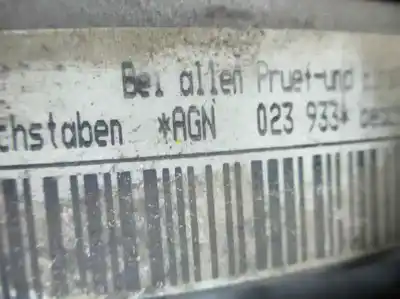 Bei allen Pruef-und
chstaben *AGN 023 933*